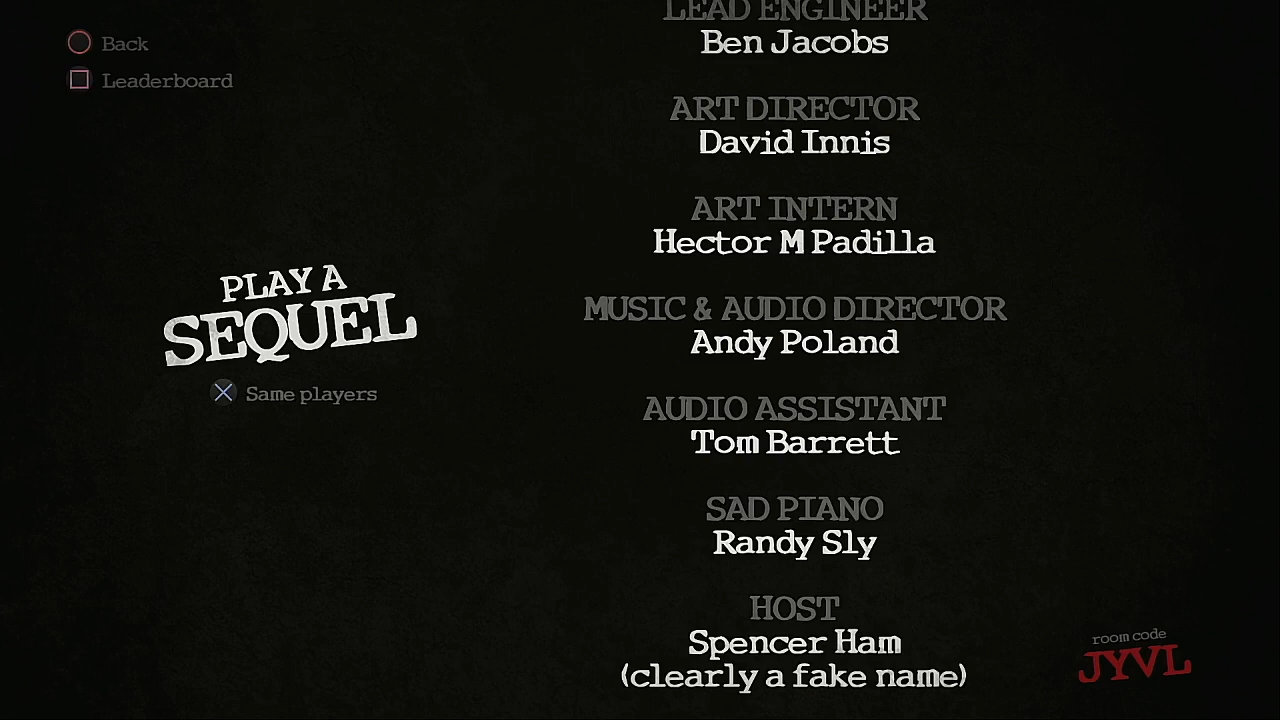 Back
Leaderboard
PLAY A
SEQUEL
Same players
LEAD ENGINEER
Ben Jacobs
ART DIRECTOR
David Innis
ART INTERN
Hector M Padilla
MUSIC & AUDIO DIRECTOR
Andy Poland
AUDIO ASSISTANT
Tom Barrett
SAD PIANO
Randy Sly
HOST
Spencer Ham
(clearly a fake name)
room code
JYVL